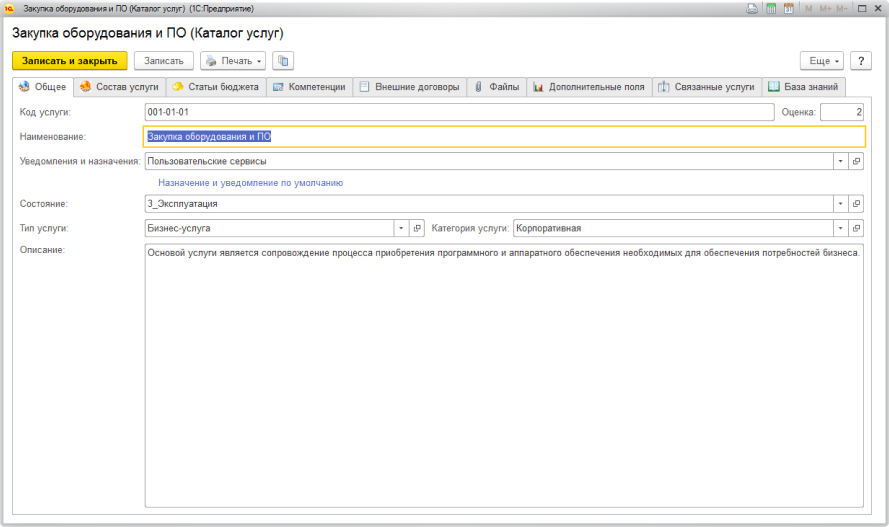 Закупка оборудования и ПО (Каталог услуг) (1С:Предприятие)
M M+ M-
Закупка оборудования и ПО (Каталог услуг)
Записать и закрыть Записать Печать Еще ?
Общее Состав услуги Статьи бюджета Компетенции Внешние договоры Файлы Дополнительные поля Связанные услуги База знаний
Код услуги: 001-01-01 Оценка: 2
Наименование: Закупка оборудования и ПО
Уведомления и назначения: Пользовательские сервисы
Назначение и уведомление по умолчанию
Состояние: 3_Эксплуатация
Тип услуги: Бизнес-услуга Категория услуги: Корпоративная
Описание: Основой услуги является сопровождение процесса приобретения программного и аппаратного обеспечения необходимых для обеспечения потребностей бизнеса.